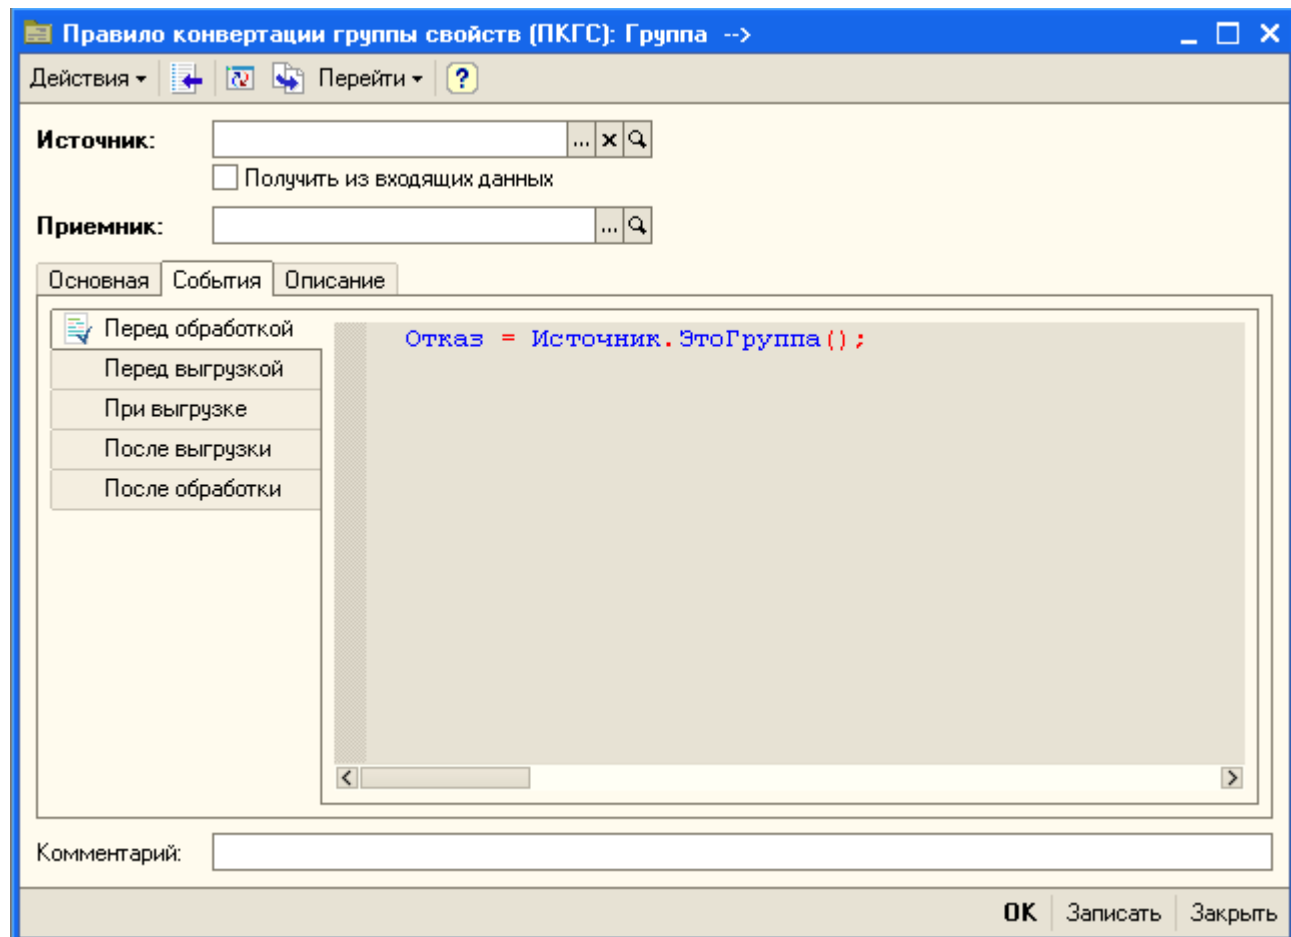 Правило конвертации группы свойств (ПКГС): Группа -->
Действия Перейти ?
Источник: ... x
Получить из входящих данных
Приемник: ...
Основная События Описание
Перед обработкой
Отказ = Источник.ЭтоГруппа();
Перед выгрузкой
При выгрузке
После выгрузки
После обработки
Комментарий:
OK Записать Закрыть